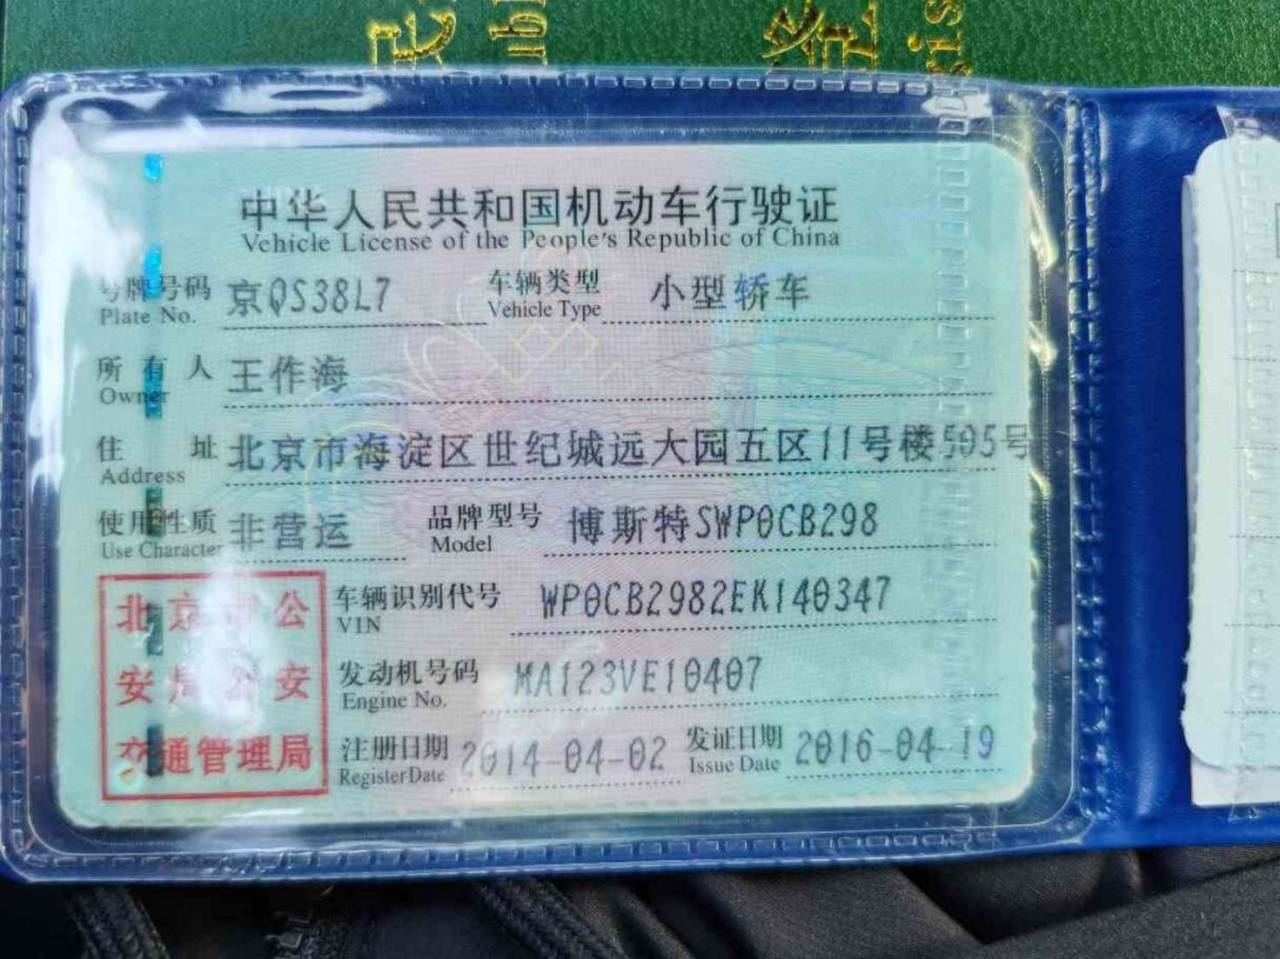 中华人民共和国机动车行驶证
Vehicle License of the People's Republic of China
号牌号码 京QS38L7 车辆类型 小型轿车
Plate No. Vehicle Type
所有人 王作海
Owner
住址 北京市海淀区世纪城远大园五区11号楼505号
Address
使用性质 非营运 品牌型号 博斯特SWP0CB298
Use Character Model
车辆识别代号 WP0CB2982EK140347
VIN
发动机号码 MA123VE10407
Engine No.
注册日期 2014-04-02 发证日期 2016-04-19
Register Date Issue Date
北京市公
安局公安
交通管理局